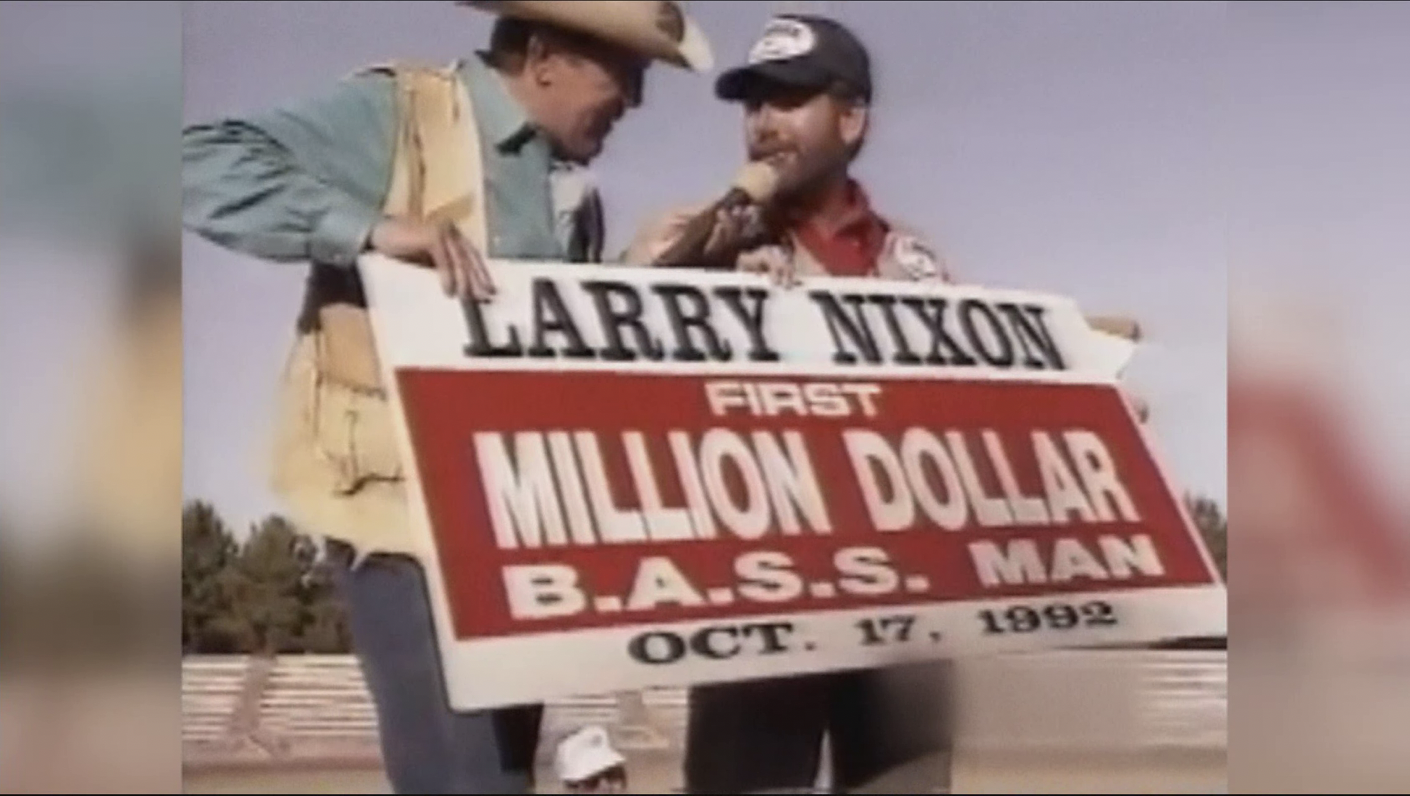 LARRY NIXON
FIRST
MILLION DOLLAR
B.A.S.S. MAN
OCT. 17, 1992